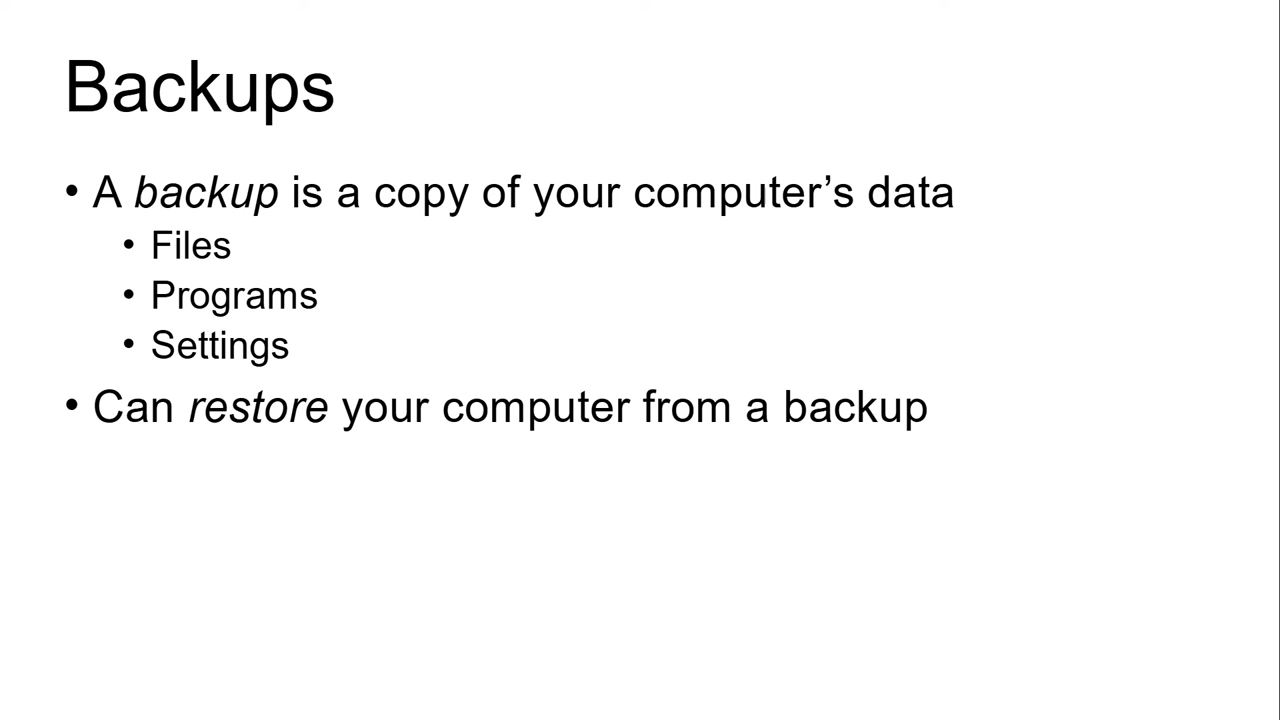 Backups
• A backup is a copy of your computer’s data
• Files
• Programs
• Settings
• Can restore your computer from a backup